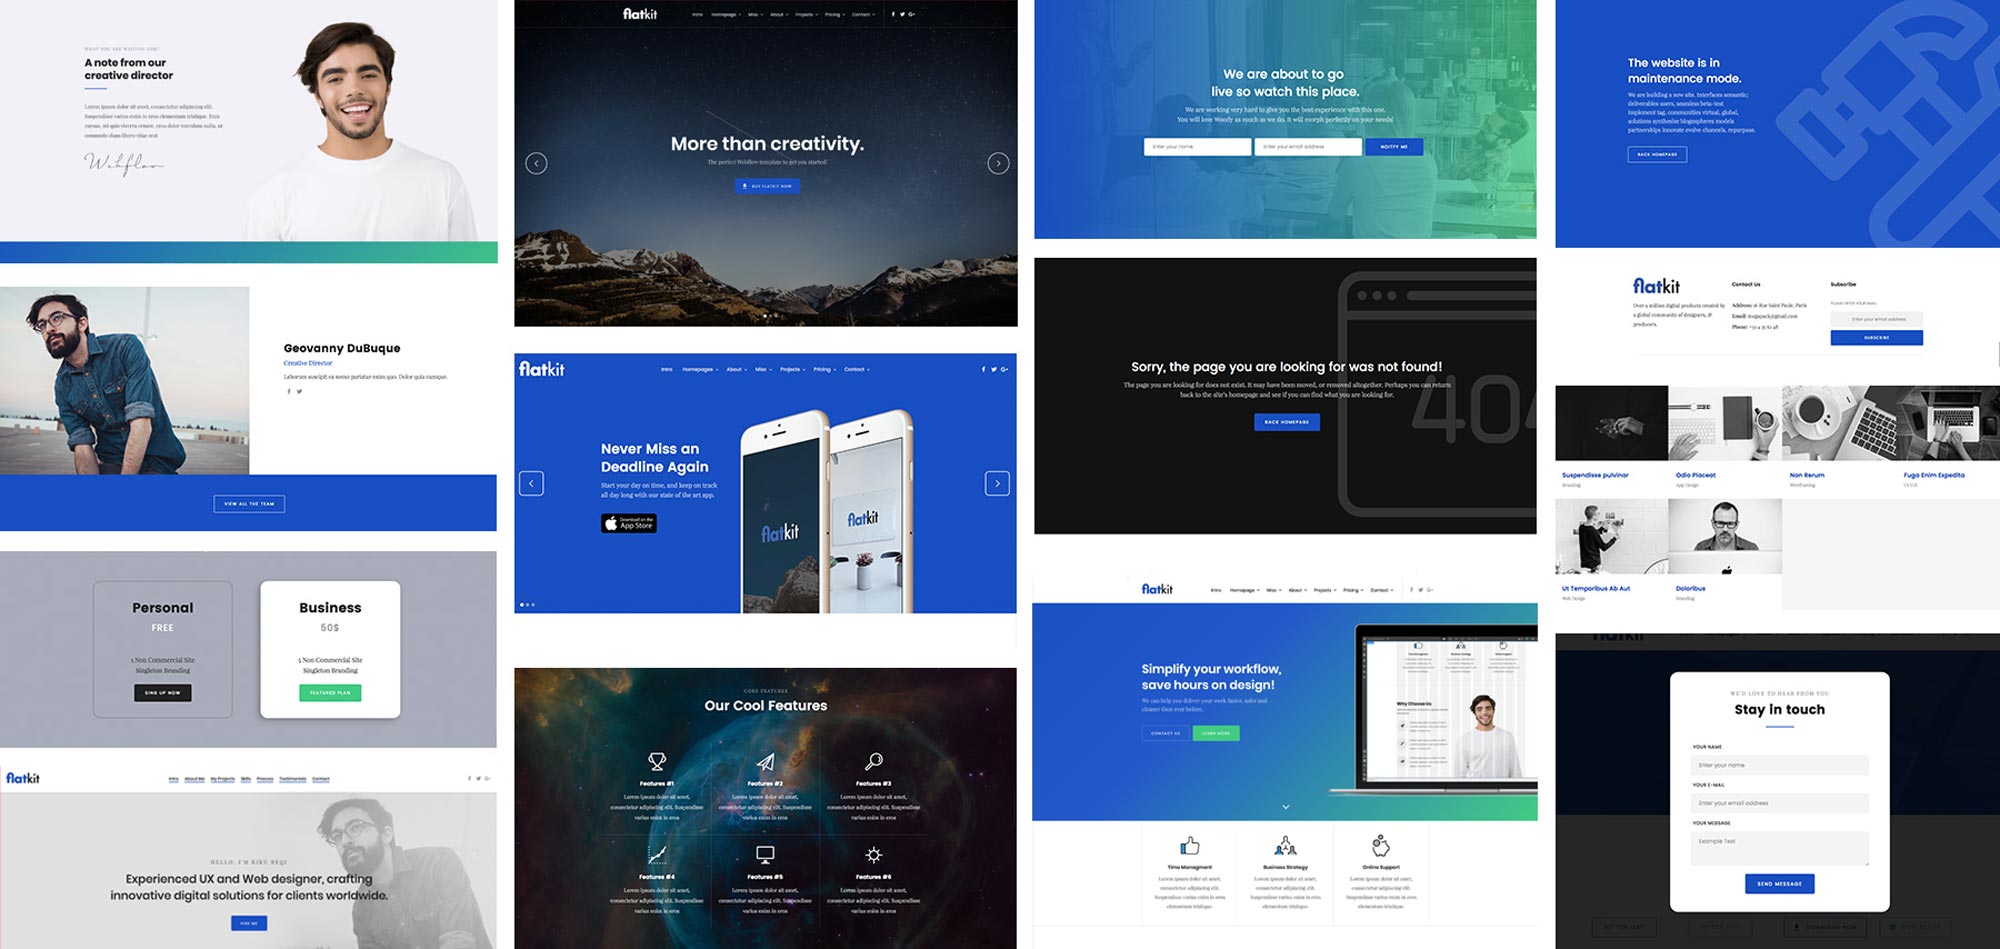 WHAT YOU ARE WAITING FOR?
A note from our
creative director
Lorem ipsum dolor sit amet, consectetur adipiscing elit.
Suspendisse varius enim in eros elementum tristique. Duis
cursus, mi quis viverra ornare, eros dolor interdum nulla, ut
commodo diam libero vitae erat
Webflow
Geovanny DuBuque
Creative Director
Laborum suscipit ea nemo pariatur enim quo. Dolor quia cumque.
VIEW ALL THE TEAM
Personal
FREE
1 Non Commercial Site
Singleton Branding
SING UP NOW
Business
50$
5 Non Commercial Site
Singleton Branding
FEATURED PLAN
flatkit
Intro About Me My Projects Skills Process Testimonials Contact
HELLO, I'M KIKU BEQI
Experienced UX and Web designer, crafting
innovative digital solutions for clients worldwide.
HIRE ME
flatkit
Intro Homepage Misc About Projects Pricing Contact
More than creativity.
The perfect Webflow template to get you started!
BUY FLATKIT NOW
flatkit
Intro Homepages About Misc Projects Pricing Contact
Never Miss an
Deadline Again
Start your day on time, and keep on track
all day long with our state of the art app.
Download on the
App Store
flatkit
flatkit
CORE FEATURES
Our Cool Features
Features #1
Lorem ipsum dolor sit amet,
consectetur adipiscing elit. Suspendisse
varius enim in eros
Features #2
Lorem ipsum dolor sit amet,
consectetur adipiscing elit. Suspendisse
varius enim in eros
Features #3
Lorem ipsum dolor sit amet,
consectetur adipiscing elit. Suspendisse
varius enim in eros
Features #4
Lorem ipsum dolor sit amet,
consectetur adipiscing elit. Suspendisse
varius enim in eros
Features #5
Lorem ipsum dolor sit amet,
consectetur adipiscing elit. Suspendisse
varius enim in eros
Features #6
Lorem ipsum dolor sit amet,
consectetur adipiscing elit. Suspendisse
varius enim in eros
We are about to go
live so watch this place.
We are working very hard to give you the best experience with this one.
You will love Woody as much as we do. It will morph perfectly on your needs!
Enter your name
Enter your email address
NOITFY ME
Sorry, the page you are looking for was not found!
The page you are looking for does not exist. It may have been moved, or removed altogether. Perhaps you can return
back to the site's homepage and see if you can find what you are looking for.
BACK HOMEPAGE
404
flatkit
Intro Homepage Misc About Projects Pricing Contact
Simplify your workflow,
save hours on design!
We can help you deliver your work faster, safer and
cleaner then ever before.
CONTACT US
LEARN MORE
Why Choose Us
Time Managment
Lorem ipsum dolor sit
amet, consectetur
adipiscing elit.
Suspendisse varius enim
in eros elementum
tristique.
Business Strategy
Lorem ipsum dolor sit
amet, consectetur
adipiscing elit.
Suspendisse varius enim
in eros elementum
tristique.
Online Support
Lorem ipsum dolor sit
amet, consectetur
adipiscing elit.
Suspendisse varius enim
in eros elementum
tristique.
The website is in
maintenance mode.
We are building a new site. Interfaces semantic;
deliverables users, seamless beta-test
implement tag, communities virtual, global,
solutions synthesize blogospheres models
partnerships innovate evolve channels, repurpose.
BACK HOMEPAGE
flatkit
Over a million digital products created by
a global community of designers, &
producers.
Contact Us
Address: 16 Rue Saint Paule, Paris
Email: megapack@gmail.com
Phone: +33 4 35 62 48
Subscribe
PLEASE ENTER YOUR EMAIL
Enter your email address
SUBSCRIBE
Suspendisse pulvinar
Branding
Odio Placeat
App Design
Non Rerum
Wireframing
Fuga Enim Expedita
UI/UX
Ut Temporibus Ab Aut
Web Design
Doloribus
Branding
flatkit
WE'D LOVE TO HEAR FROM YOU
Stay in touch
YOUR NAME
Enter your name
YOUR E-MAIL
Enter your email address
YOUR MESSAGE
Example Text
SEND MESSAGE
BUTTON TEXT
BUTTON TEXT
DOWNLOAD NOW
CONTACT US